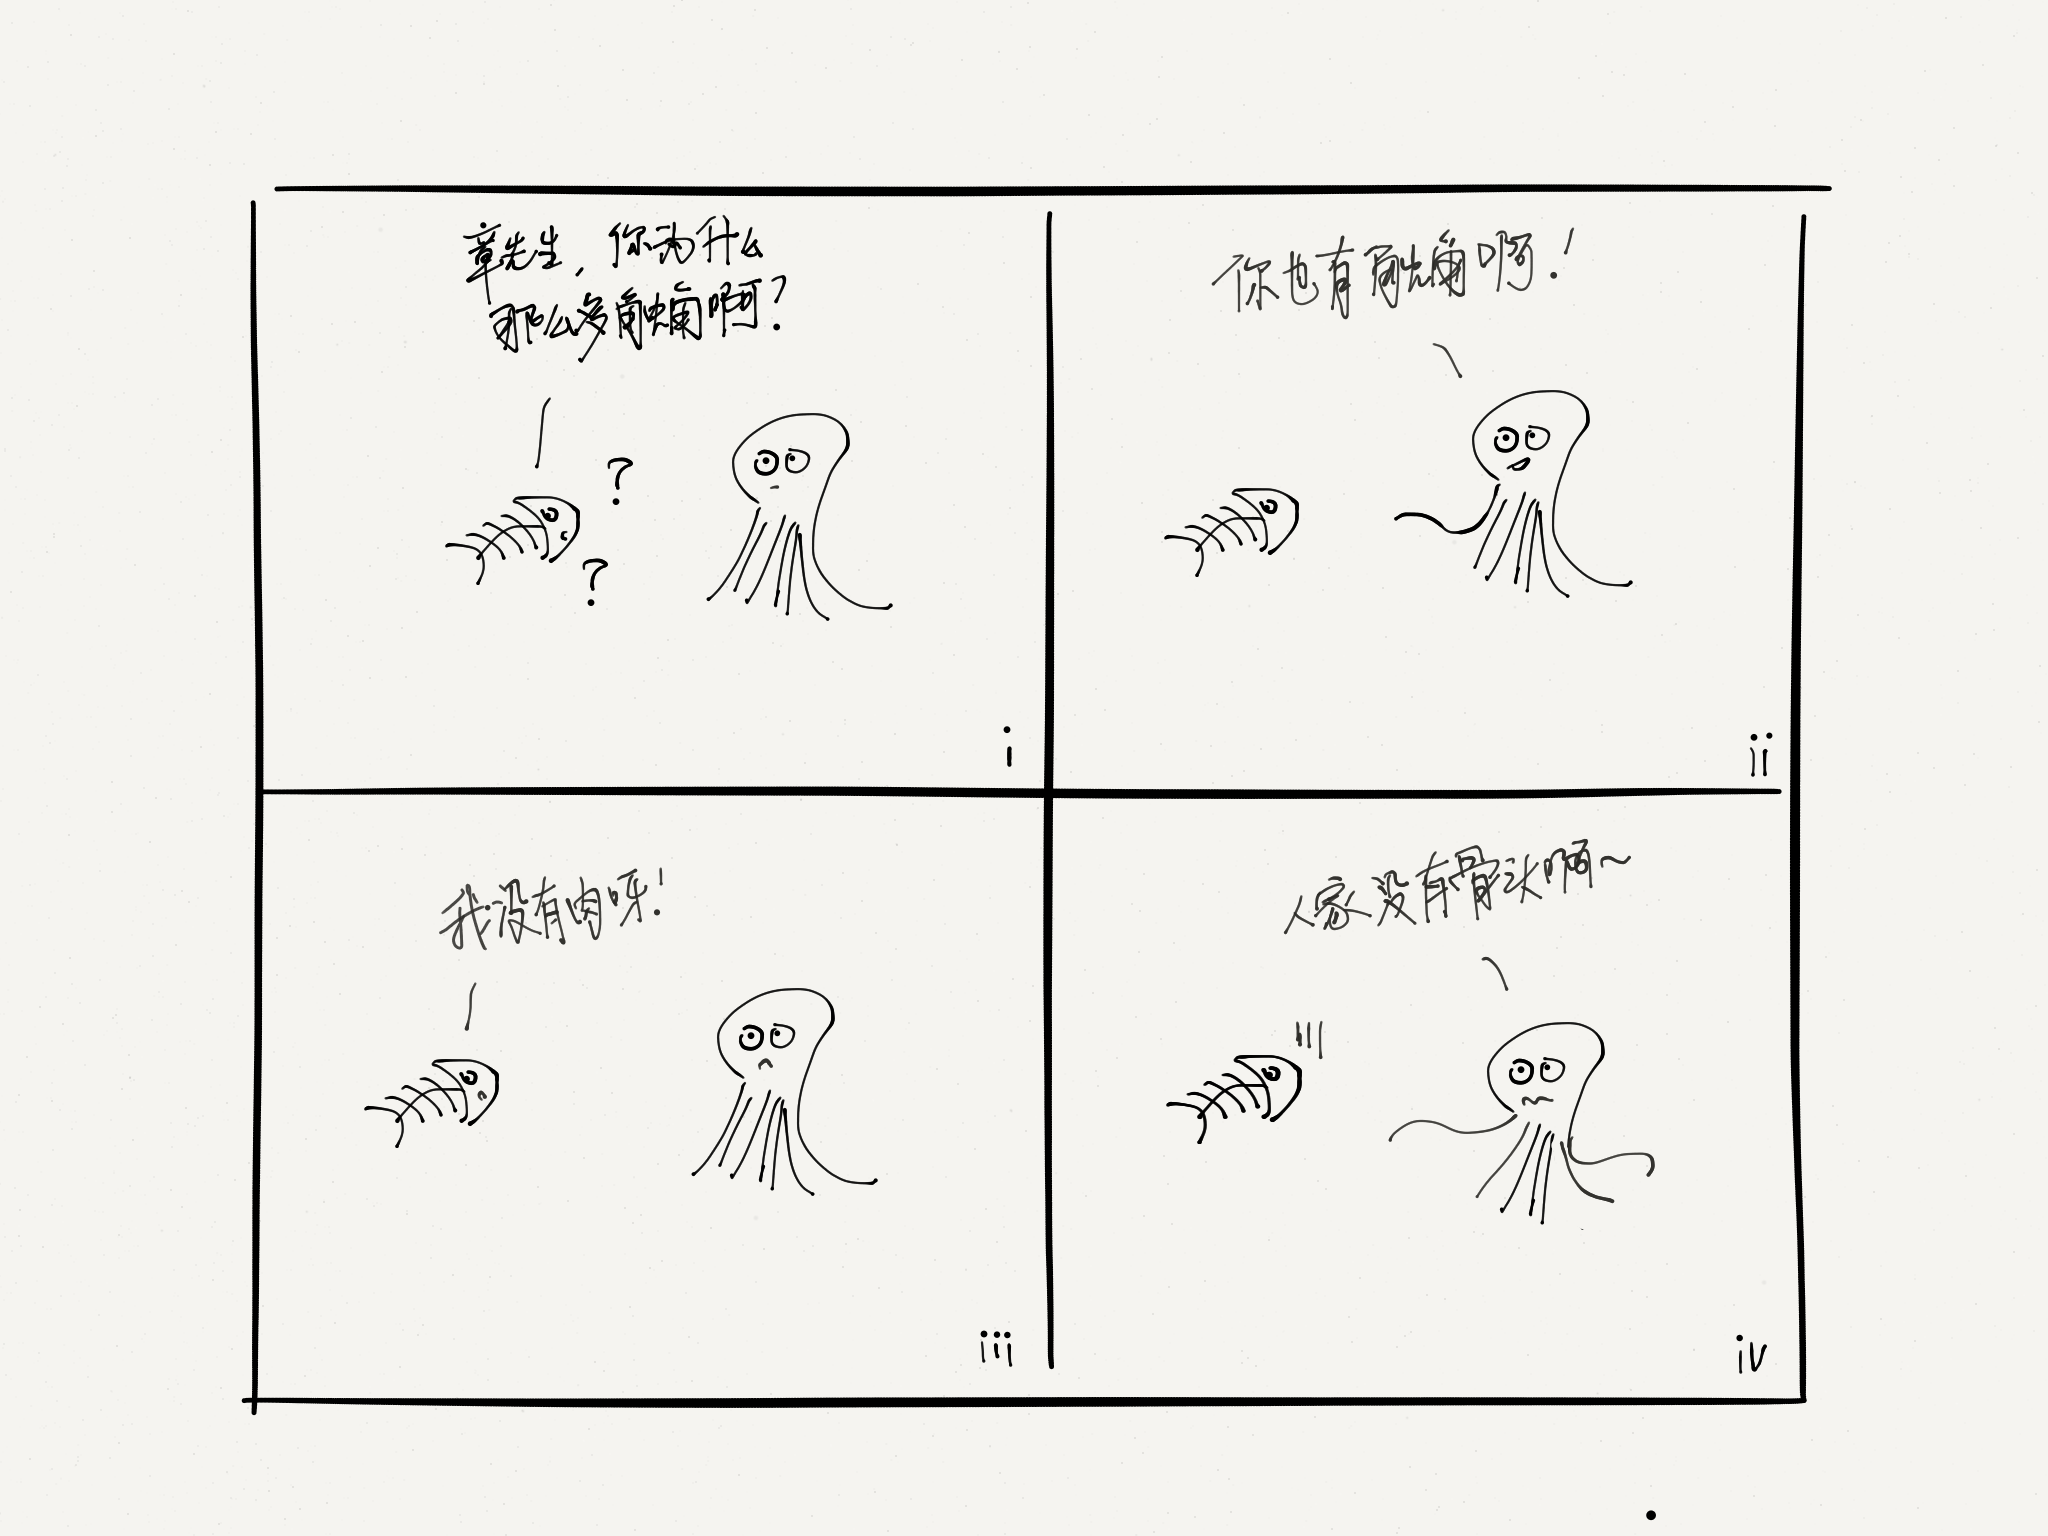 章先生，你为什么
那么多角触角啊？
?
?
i
你也有触角啊！
ii
我没有肉呀！
iii
人家没有骨头啊～
iv